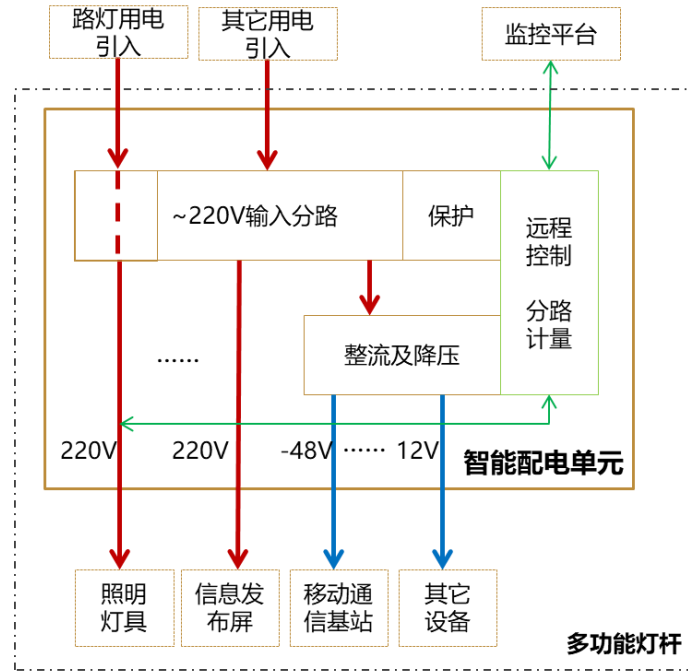 路灯用电
引入
其它用电
引入
监控平台
~220V输入分路
保护
远程
控制
分路
计量
整流及降压
……
220V
220V
-48V
……
12V
智能配电单元
照明
灯具
信息发
布屏
移动通
信基站
其它
设备
多功能灯杆